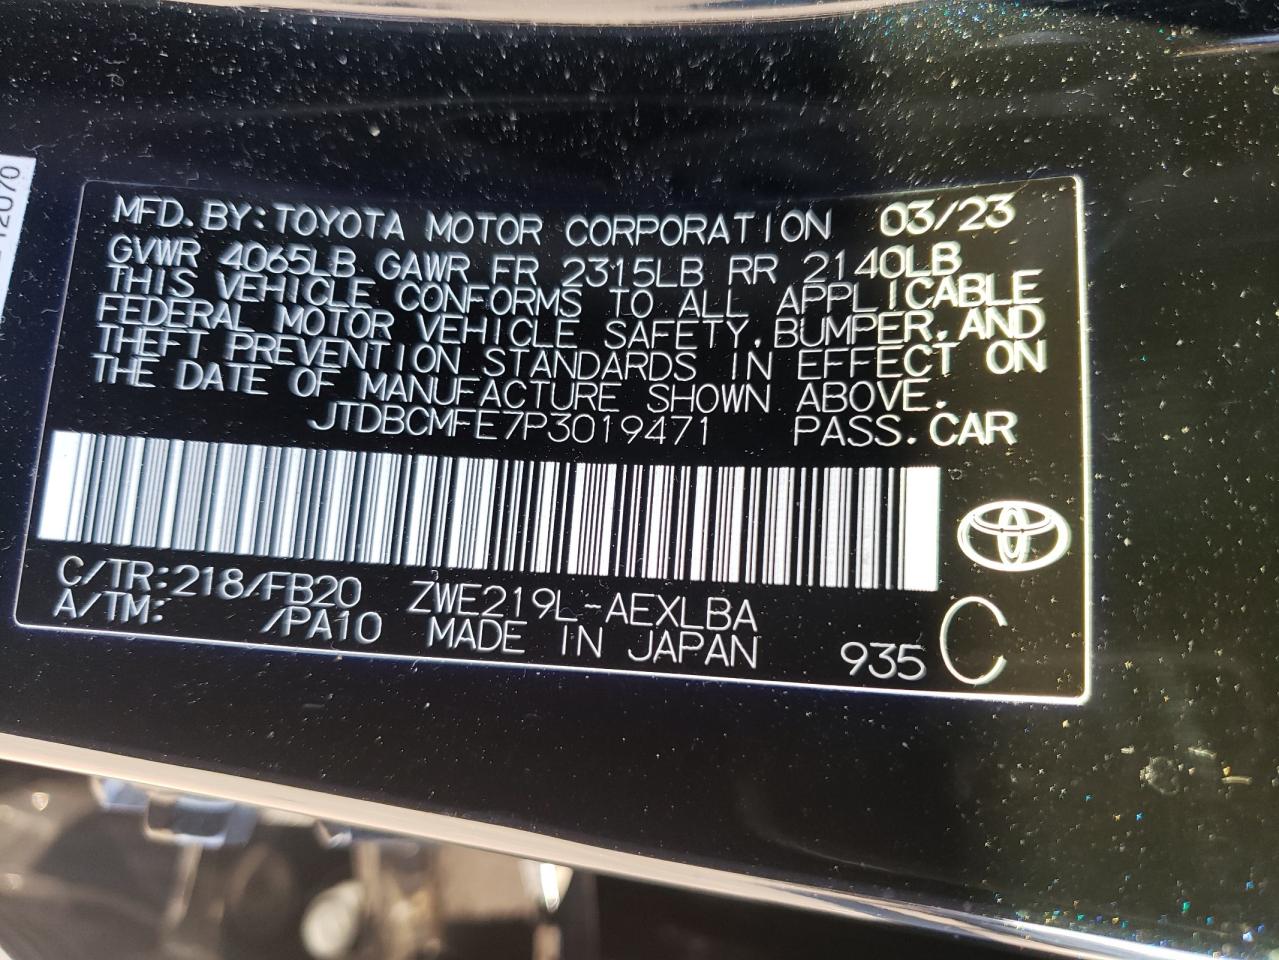 12070
MFD.BY:TOYOTA MOTOR CORPORATION 03/23
GVWR 4065LB GAWR FR 2315LB RR 2140LB
THIS VEHICLE CONFORMS TO ALL APPLICABLE
FEDERAL MOTOR VEHICLE SAFETY,BUMPER,AND
THEFT PREVENTION STANDARDS IN EFFECT ON
THE DATE OF MANUFACTURE SHOWN ABOVE.
JTDBCMFE7P3019471 PASS.CAR
C/TR:218/FB20 ZWE219L-AEXLBA
A/TM: /PA10 MADE IN JAPAN 935 C